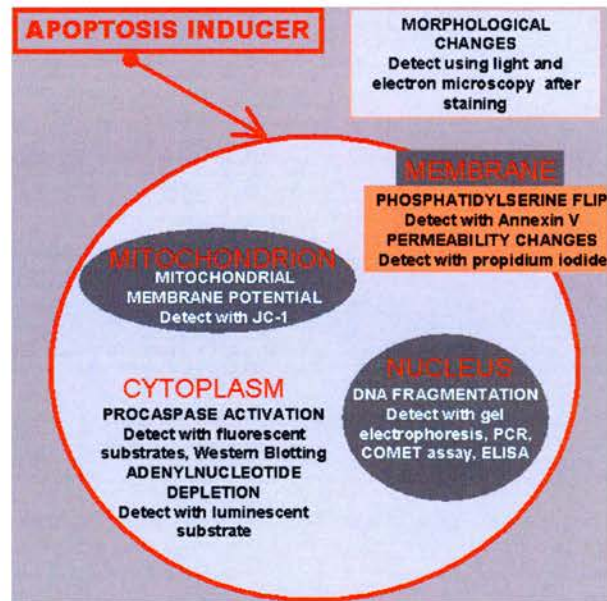 APOPTOSIS INDUCER
MORPHOLOGICAL
CHANGES
Detect using light and
electron microscopy after
staining
MEMBRANE
PHOSPHATIDYLSERINE FLIP
Detect with Annexin V
PERMEABILITY CHANGES
Detect with propidium iodide
MITOCHONDRION
MITOCHONDRIAL
MEMBRANE POTENTIAL
Detect with JC-1
NUCLEUS
DNA FRAGMENTATION
Detect with gel
electrophoresis, PCR,
COMET assay, ELISA
CYTOPLASM
PROCASPASE ACTIVATION
Detect with fluorescent
substrates, Western Blotting
ADENYLNUCLEOTIDE
DEPLETION
Detect with luminescent
substrate